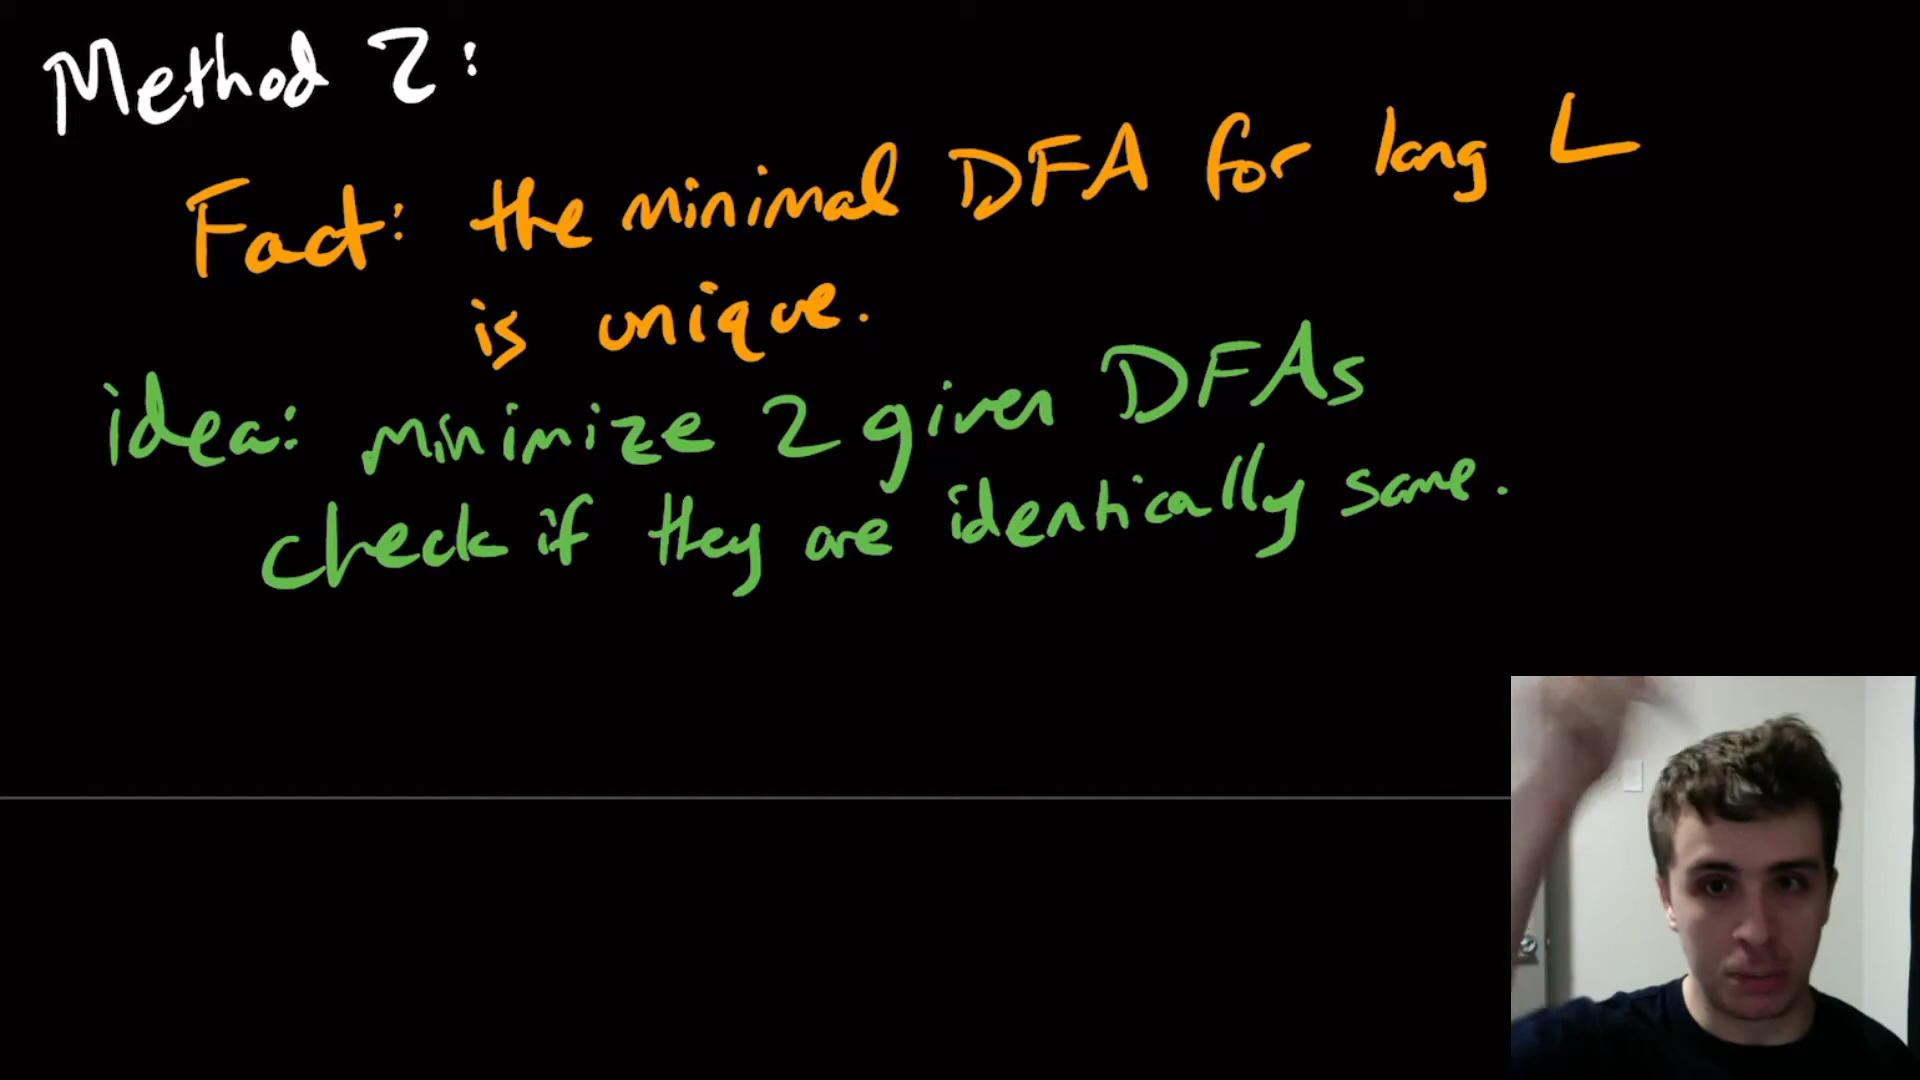 Method 2:
Fact: the minimal DFA for lang L
is unique.
idea: minimize 2 given DFAs
check if they are identically same.